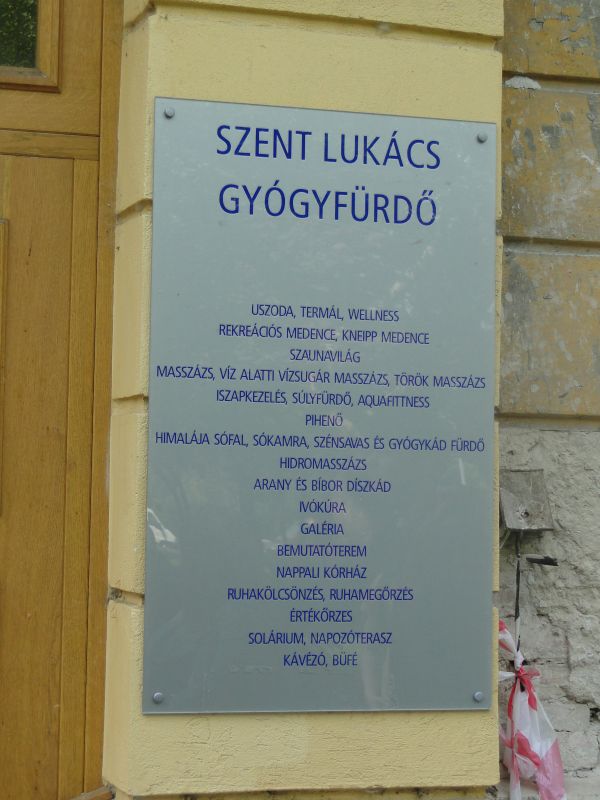 SZENT LUKÁCS
GYÓGYFÜRDŐ
USZODA, TERMÁL, WELLNESS
REKREÁCIÓS MEDENCE, KNEIPP MEDENCE
SZAUNAVILÁG
MASSZÁZS, VÍZ ALATTI VÍZSUGÁR MASSZÁZS, TÖRÖK MASSZÁZS
ISZAPKEZELÉS, SÚLYFÜRDŐ, AQUAFITTNESS
PIHENŐ
HIMALÁJA SÓFAL, SÓKAMRA, SZÉNSAVAS ÉS GYÓGYKÁD FÜRDŐ
HIDROMASSZÁZS
ARANY ÉS BÍBOR DÍSZKÁD
IVÓKÚRA
GALÉRIA
BEMUTATÓTEREM
NAPPALI KÓRHÁZ
RUHAKÖLCSÖNZÉS, RUHAMEGŐRZÉS
ÉRTÉKŐRZES
SOLÁRIUM, NAPOZÓTERASZ
KÁVÉZÓ, BÜFÉ